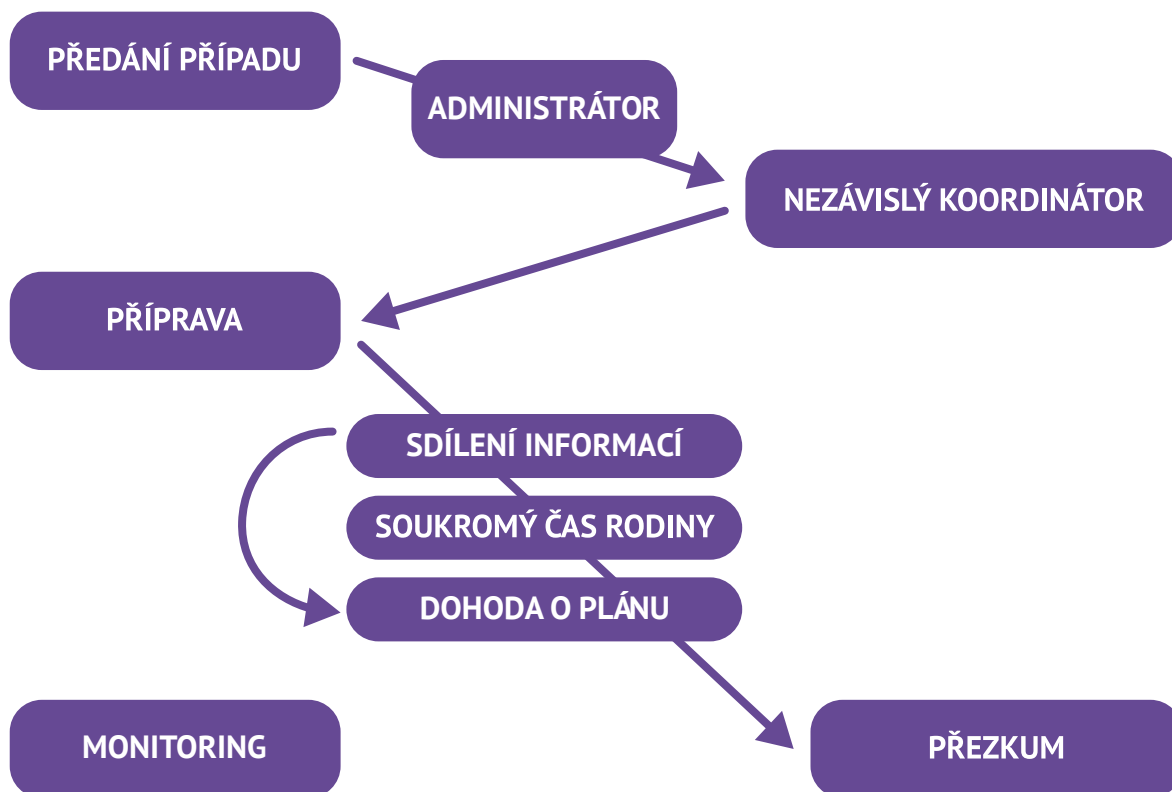 PŘEDÁNÍ PŘÍPADU
ADMINISTRÁTOR
NEZÁVISLÝ KOORDINÁTOR
PŘÍPRAVA
SDÍLENÍ INFORMACÍ
SOUKROMÝ ČAS RODINY
DOHODA O PLÁNU
MONITORING
PŘEZKUM